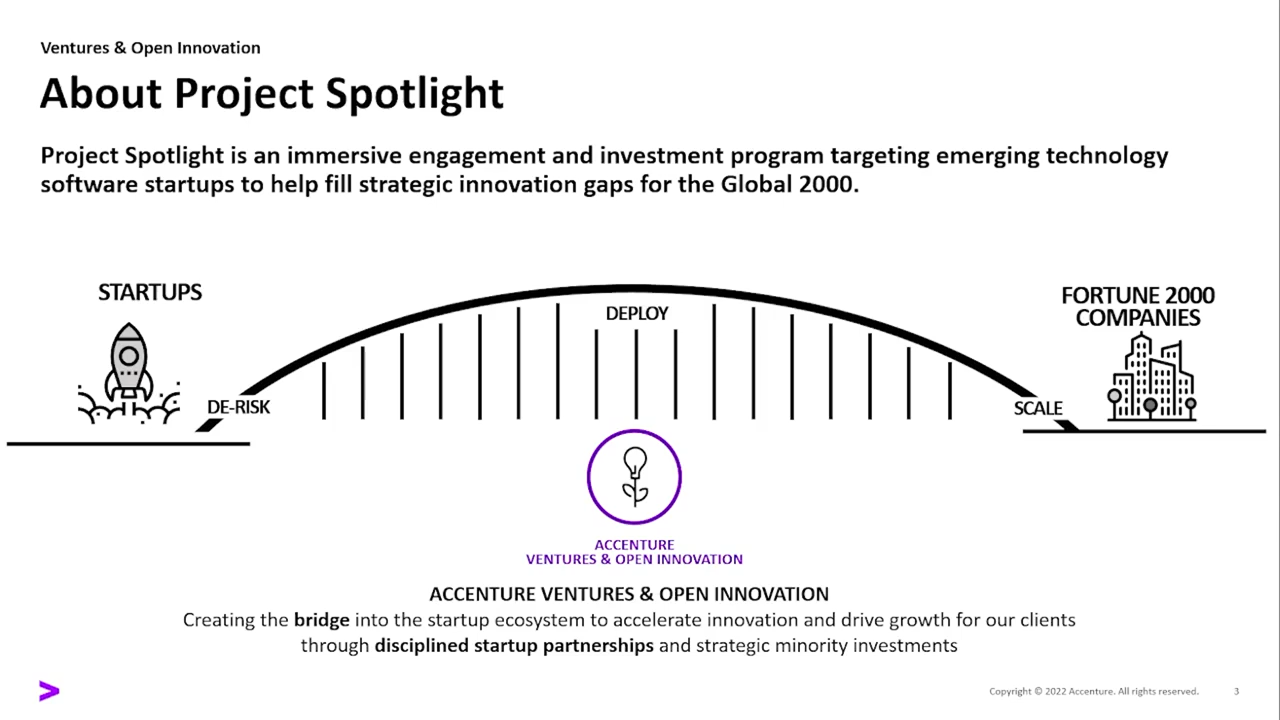 Ventures & Open Innovation
About Project Spotlight
Project Spotlight is an immersive engagement and investment program targeting emerging technology
software startups to help fill strategic innovation gaps for the Global 2000.
STARTUPS
FORTUNE 2000
COMPANIES
DEPLOY
DE-RISK
SCALE
ACCENTURE
VENTURES & OPEN INNOVATION
ACCENTURE VENTURES & OPEN INNOVATION
Creating the bridge into the startup ecosystem to accelerate innovation and drive growth for our clients
through disciplined startup partnerships and strategic minority investments
Copyright © 2022 Accenture. All rights reserved. 3